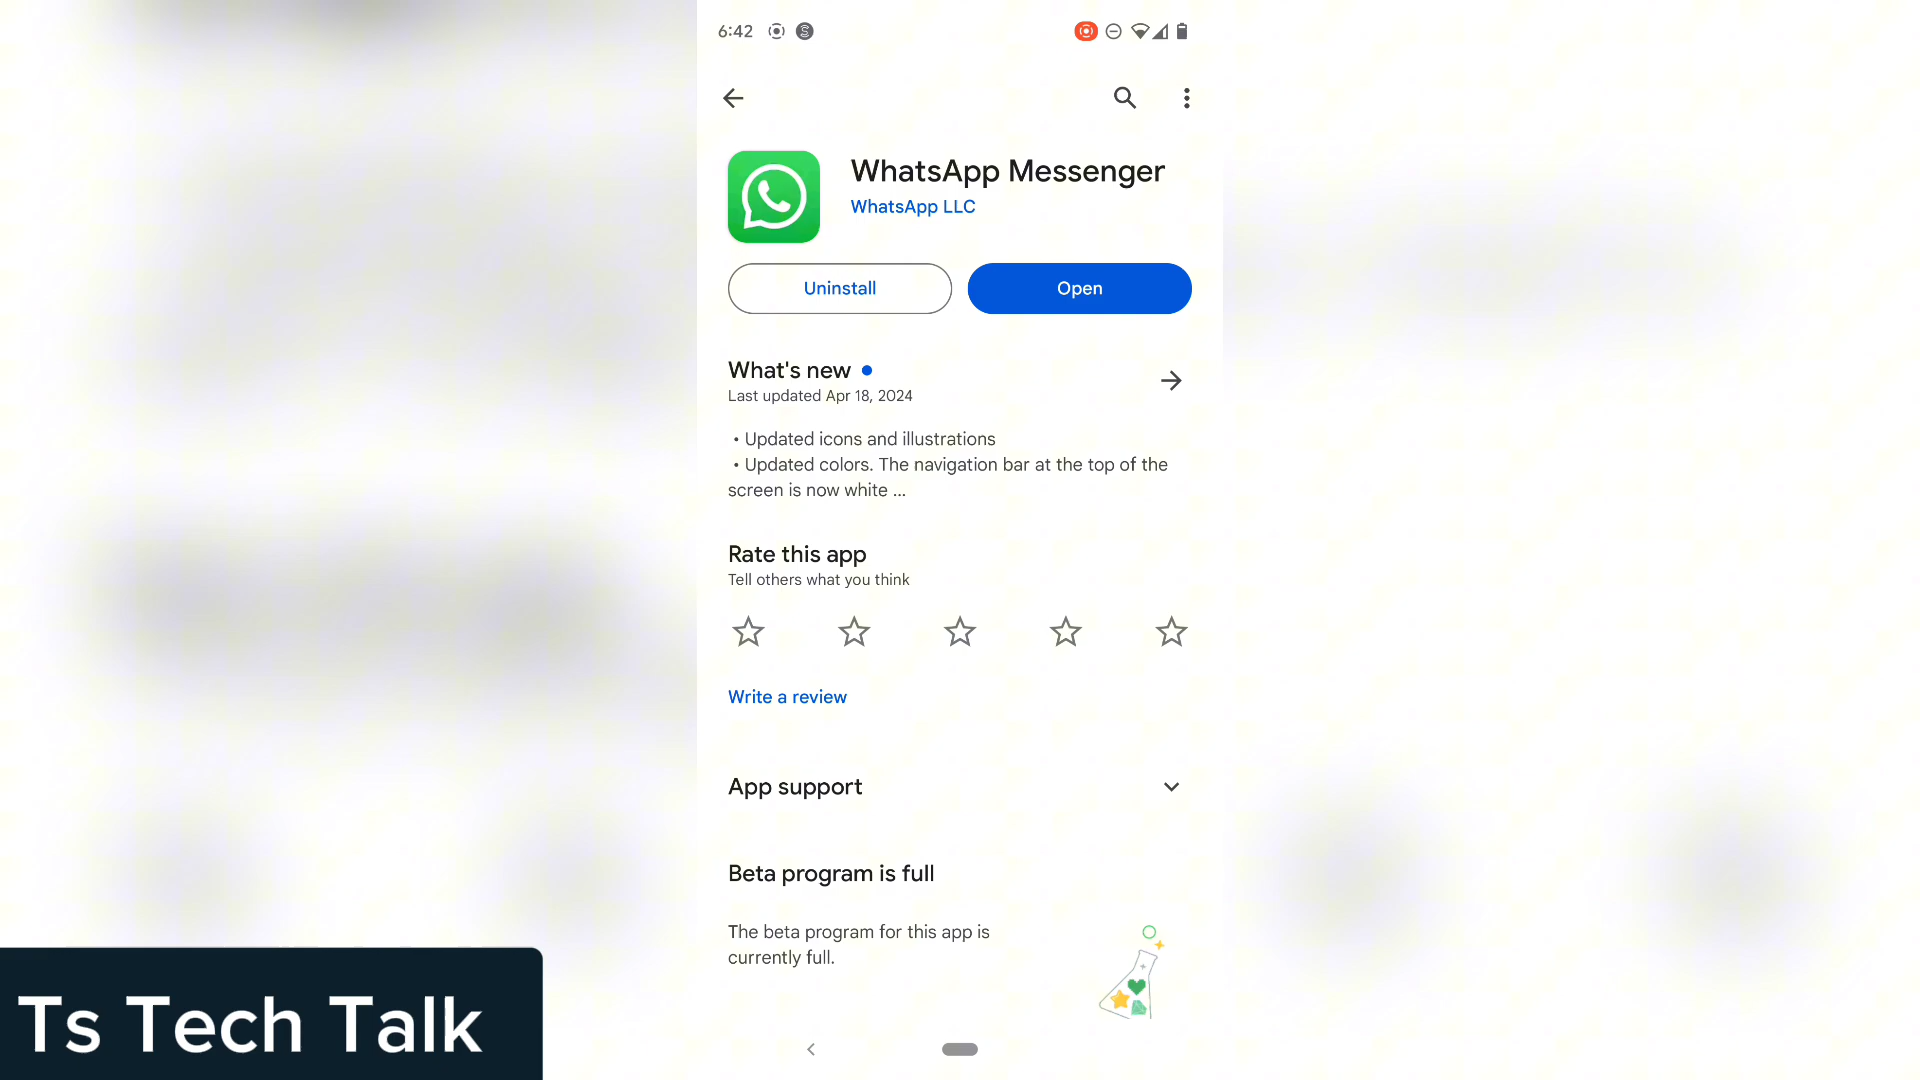 6:42
WhatsApp Messenger
WhatsApp LLC
Uninstall
Open
What's new
Last updated Apr 18, 2024
• Updated icons and illustrations
• Updated colors. The navigation bar at the top of the
screen is now white ...
Rate this app
Tell others what you think
Write a review
App support
Beta program is full
The beta program for this app is
currently full.
Ts Tech Talk